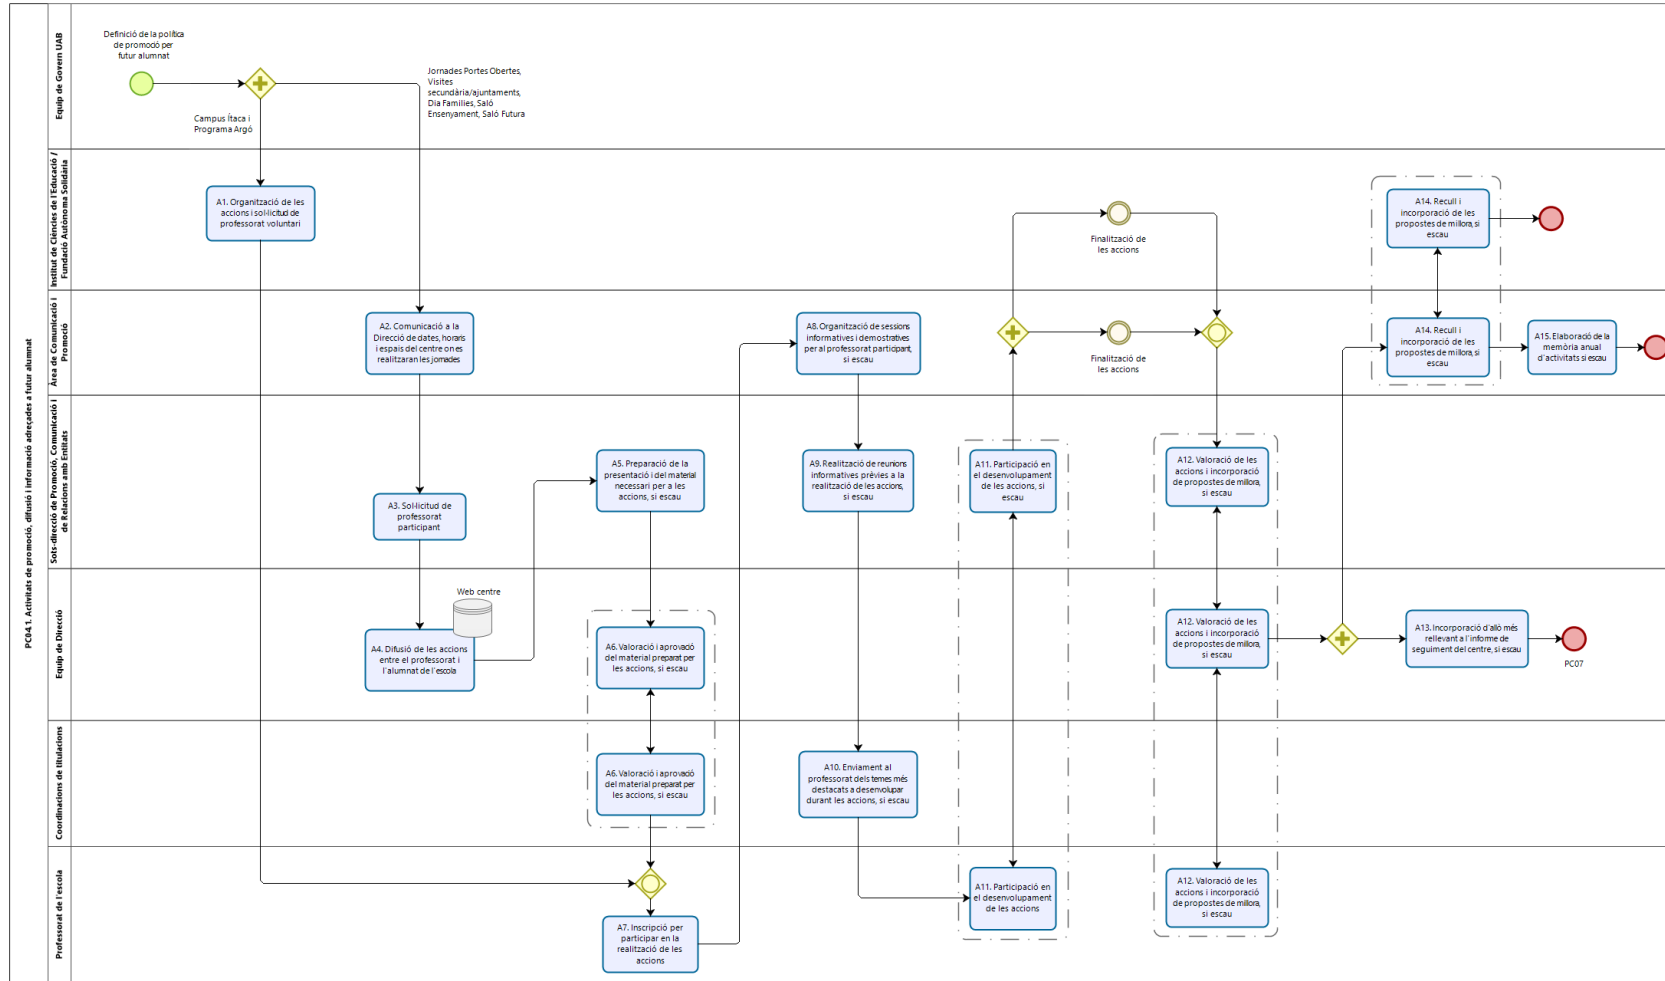 PC04.1. Activitats de promoció, difusió i informació adreçades a futur alumnat
Equip de Govern UAB
Definició de la política
de promoció per
futur alumnat
Campus Ítaca i
Programa Argó
Jornades Portes Obertes,
Visites
secundària/ajuntaments,
Dia Famílies, Saló
Ensenyament, Saló Futura
Institut de Ciències de l'Educació /
Fundació Autònoma Solidària
A1. Organització de les
accions i sol·licitud de
professorat voluntari
Finalització de
les accions
A14. Recull i
incorporació de les
propostes de millora, si
escau
Àrea de Comunicació i
Promoció
A2. Comunicació a la
Direcció de dates, horaris
i espais del centre on es
realitzaran les jornades
A8. Organització de sessions
informatives i demostratives
per al professorat participant,
si escau
Finalització de
les accions
A14. Recull i
incorporació de les
propostes de millora, si
escau
A15. Elaboració de la
memòria anual
d'activitats si escau
Sots-direcció de Promoció, Comunicació i
de Relacions amb Entitats
A3. Sol·licitud de
professorat
participant
A5. Preparació de la
presentació i del material
necessari per a les
accions, si escau
A9. Realització de reunions
informatives prèvies a la
realització de les accions,
si escau
A11. Participació en
el desenvolupament
de les accions, si
escau
A12. Valoració de les
accions i incorporació
de propostes de millora,
si escau
Equip de Direcció
Web centre
A4. Difusió de les accions
entre el professorat i
l'alumnat de l'escola
A6. Valoració i aprovació
del material preparat per
les accions, si escau
A12. Valoració de les
accions i incorporació
de propostes de millora,
si escau
A13. Incorporació d'allò més
rellevant a l'informe de
seguiment del centre, si escau
PC07
Coordinacions de titulacions
A6. Valoració i aprovació
del material preparat per
les accions, si escau
A10. Enviament al
professorat dels temes més
destacats a desenvolupar
durant les accions, si escau
Professorat de l'escola
A7. Inscripció per
participar en la
realització de les
accions
A11. Participació en
el desenvolupament
de les accions
A12. Valoració de les
accions i incorporació
de propostes de millora,
si escau